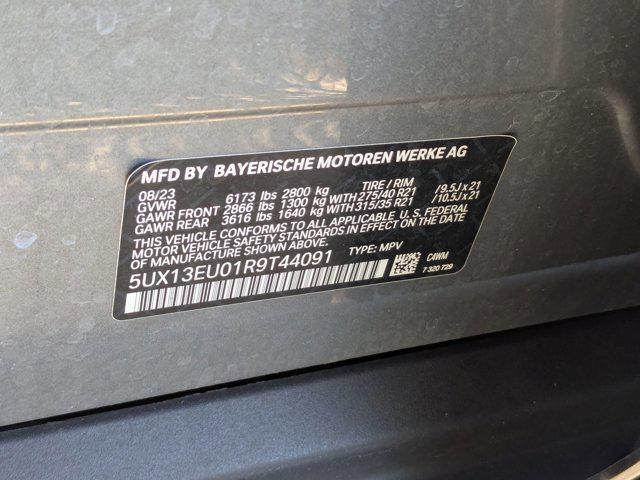 MFD BY BAYERISCHE MOTOREN WERKE AG
08/23 TIRE / RIM
GVWR 6173 lbs 2800 kg
GAWR FRONT 2866 lbs 1300 kg WITH 275/40 R21 /9.5J x 21
GAWR REAR 3616 lbs 1640 kg WITH 315/35 R21 /10.5J x 21
THIS VEHICLE CONFORMS TO ALL APPLICABLE U. S. FEDERAL
MOTOR VEHICLE SAFETY STANDARDS IN EFFECT ON THE DATE
OF MANUFACTURE SHOWN ABOVE.
5UX13EU01R9T44091 TYPE: MPV
C4WM
7 320 729